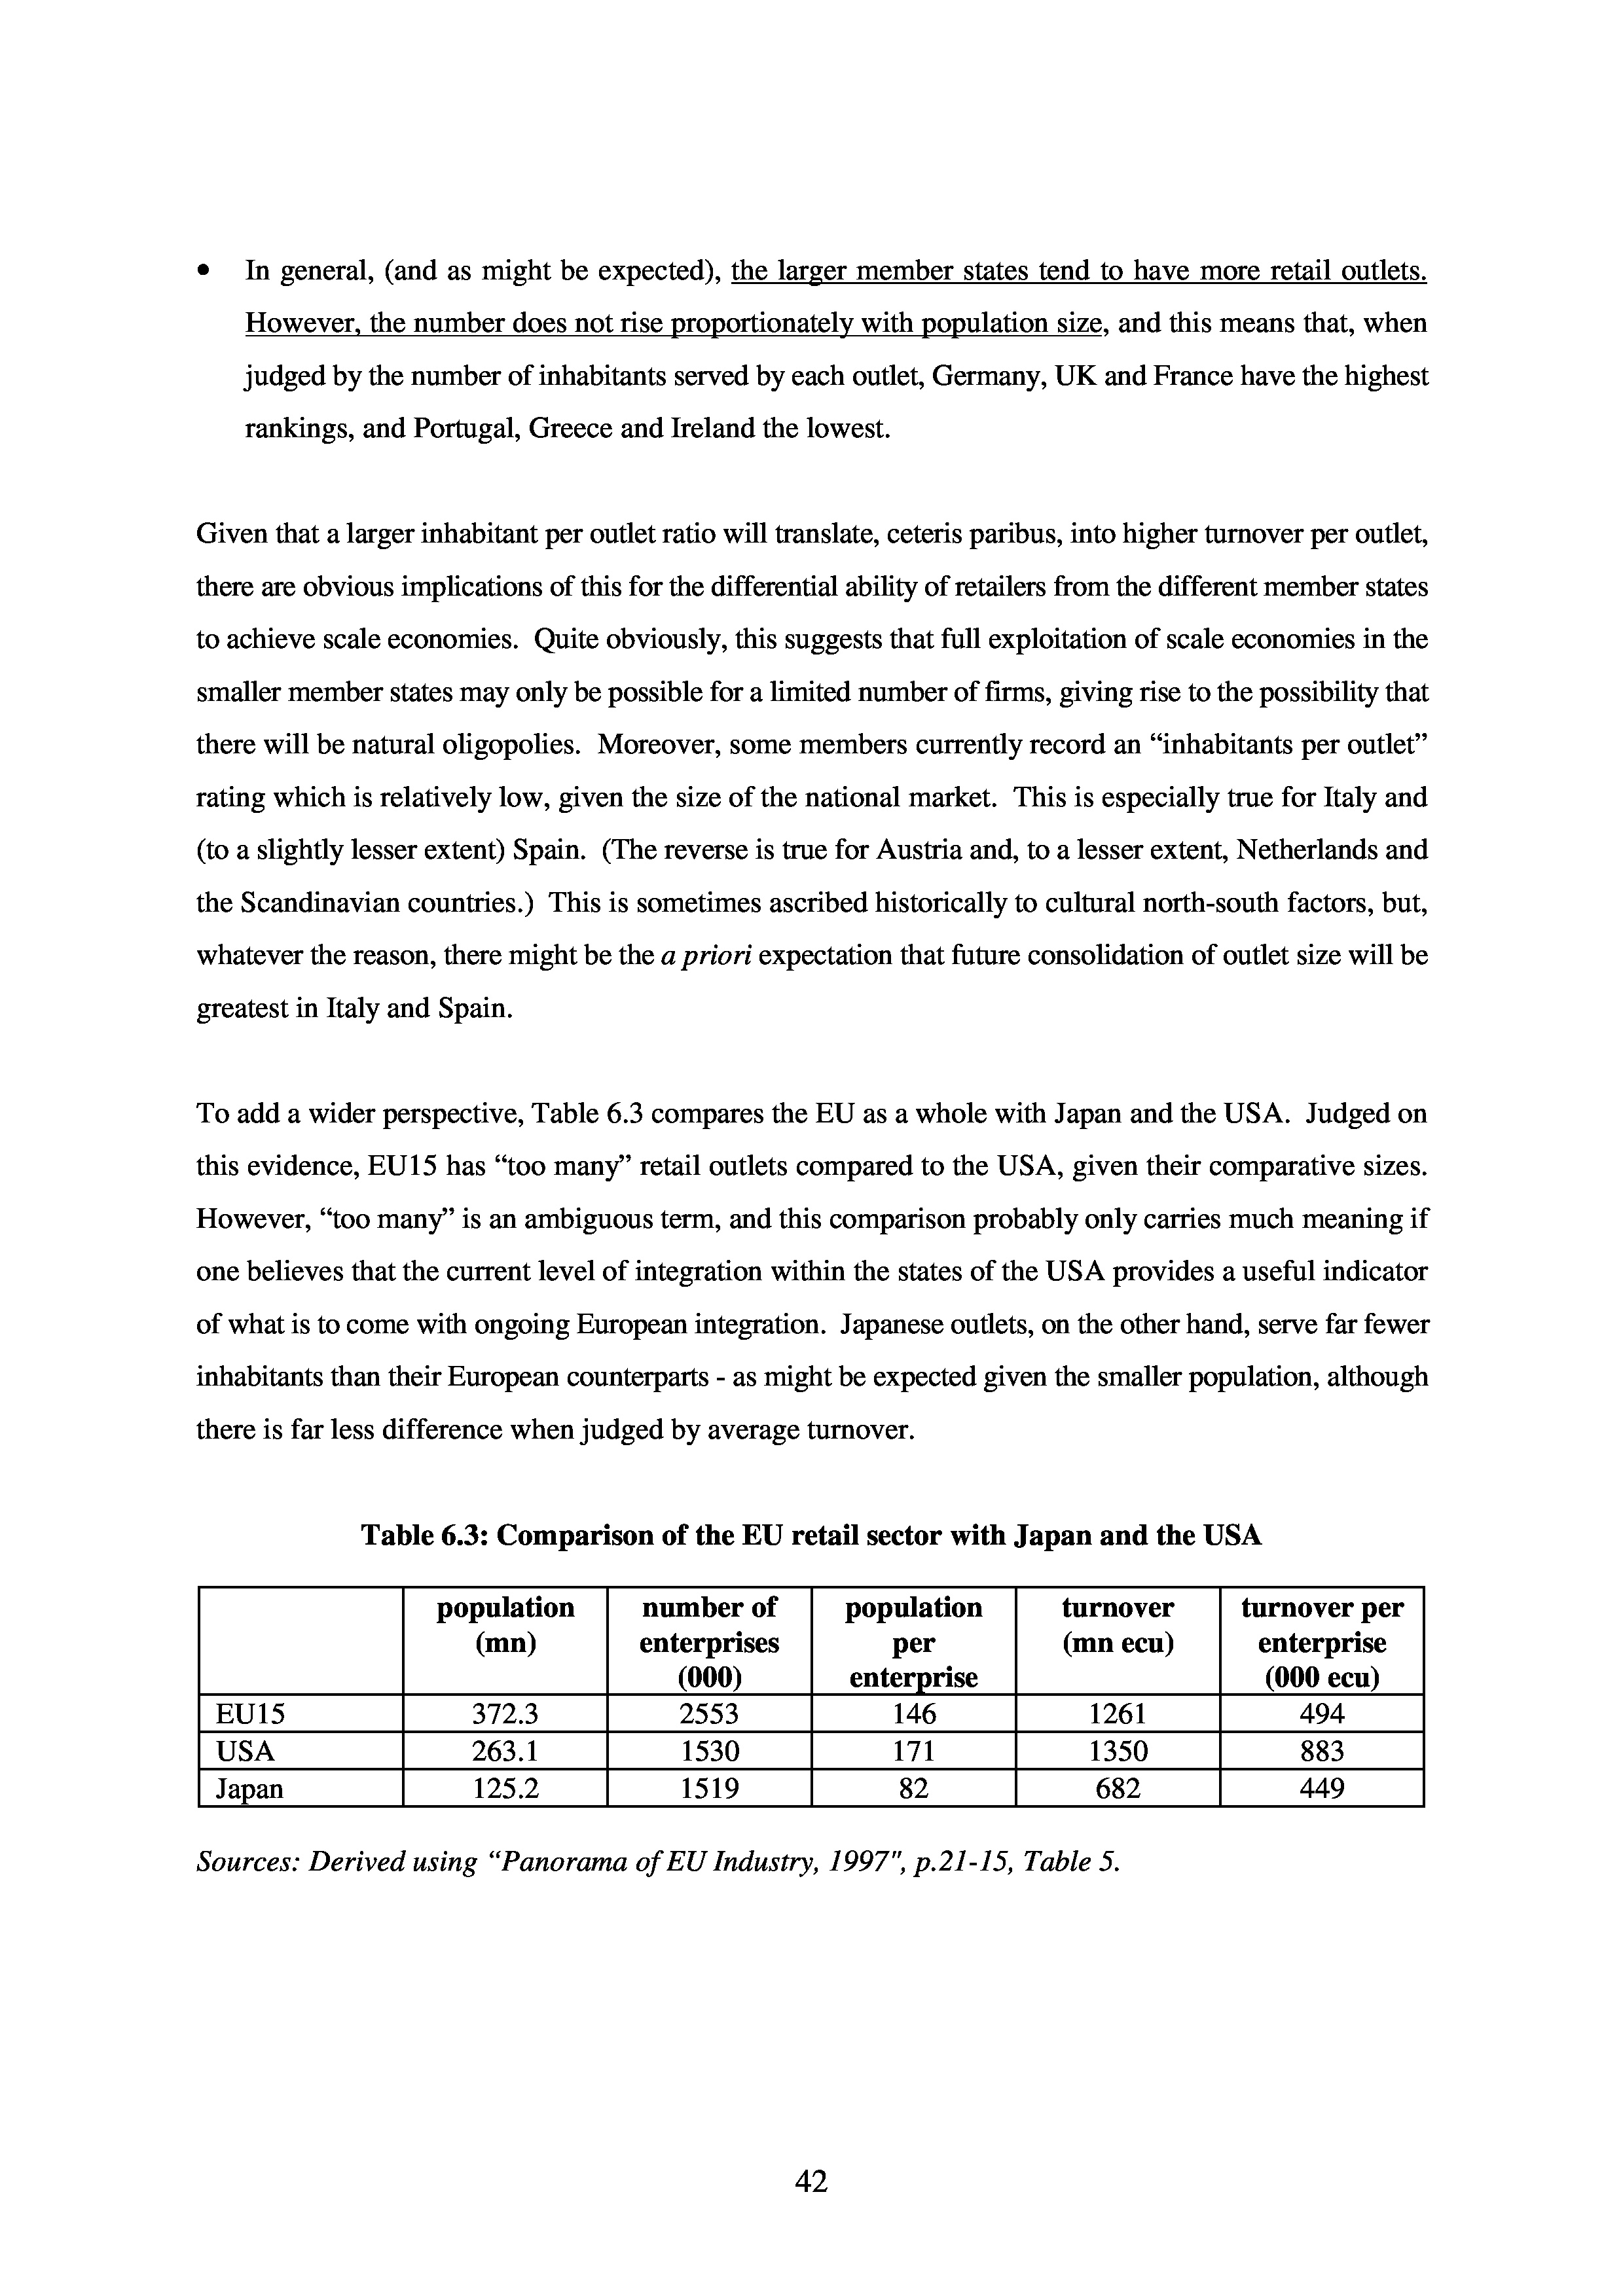 • In general, (and as might be expected), the larger member states tend to have more retail outlets.
However, the number does not rise proportionately with population size, and this means that, when
judged by the number of inhabitants served by each outlet, Germany, UK and France have the highest
rankings, and Portugal, Greece and Ireland the lowest.
Given that a larger inhabitant per outlet ratio will translate, ceteris paribus, into higher turnover per outlet,
there are obvious implications of this for the differential ability of retailers from the different member states
to achieve scale economies. Quite obviously, this suggests that full exploitation of scale economies in the
smaller member states may only be possible for a limited number of firms, giving rise to the possibility that
there will be natural oligopolies. Moreover, some members currently record an “inhabitants per outlet”
rating which is relatively low, given the size of the national market. This is especially true for Italy and
(to a slightly lesser extent) Spain. (The reverse is true for Austria and, to a lesser extent, Netherlands and
the Scandinavian countries.) This is sometimes ascribed historically to cultural north-south factors, but,
whatever the reason, there might be the a priori expectation that future consolidation of outlet size will be
greatest in Italy and Spain.
To add a wider perspective, Table 6.3 compares the EU as a whole with Japan and the USA. Judged on
this evidence, EU15 has “too many” retail outlets compared to the USA, given their comparative sizes.
However, “too many” is an ambiguous term, and this comparison probably only carries much meaning if
one believes that the current level of integration within the states of the USA provides a useful indicator
of what is to come with ongoing European integration. Japanese outlets, on the other hand, serve far fewer
inhabitants than their European counterparts - as might be expected given the smaller population, although
there is far less difference when judged by average turnover.
Table 6.3: Comparison of the EU retail sector with Japan and the USA
population number of population turnover turnover per
(mn) enterprises per (mn ecu) enterprise
(000) enterprise (000 ecu)
EU15 372.3 2553 146 1261 494
USA 263.1 1530 171 1350 883
Japan 125.2 1519 82 682 449
Sources: Derived using “Panorama of EU Industry, 1997", p.21-15, Table 5.
42